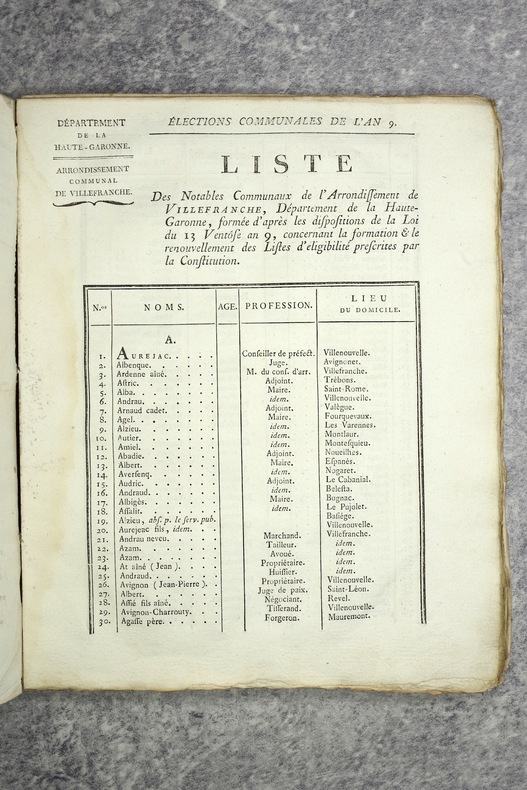 DÉPARTEMENT
DE LA
HAUTE-GARONNE.
ARRONDISSEMENT
COMMUNAL
DE VILLEFRANCHE.
ÉLECTIONS COMMUNALES DE L'AN 9.
LISTE
Des Notables Communaux de l'Arrondiſſement de
VILLEFRANCHE, Département de la Haute-
Garonne, formée d'après les diſpoſitions de la Loi
du 13 Ventôſe an 9, concernant la formation & le
renouvellement des Liſtes d'eligibilité preſcrites par
la Conſtitution.
N.os NOMS. AGE. PROFESSION. LIEU DU DOMICILE.
A.
1. AUREJAC. . . . . Conſeiller de préfect. Villenouvelle.
2. Albenque. . . . . . Juge. Avignonet.
3. Ardenne aîné. . . . . M. du conſ. d'arr. Villefranche.
4. Aſtric. . . . . . . Adjoint. Trébons.
5. Alba. . . . . . . Maire. Saint-Rome.
6. Andrau. . . . . . idem. Villenouvelle.
7. Arnaud cadet. . . . . Adjoint. Valègue.
8. Agel. . . . . . . Maire. Fourquevaux.
9. Alzieu. . . . . . idem. Les Varennes.
10. Autier. . . . . . idem. Montlaur.
11. Amiel. . . . . . idem. Monteſquieu.
12. Abadie. . . . . . Adjoint. Noueilhes.
13. Albert. . . . . . Maire. Eſpanés.
14. Averſenq. . . . . . idem. Nogaret.
15. Audric. . . . . . Adjoint. Le Cabanial.
16. Andraud. . . . . . idem. Beleſta.
17. Albigès. . . . . . Maire. Bugnac.
18. Aſſalit. . . . . . idem. Le Pujolet.
19. Alzieu, abſ. p. le ſerv. pub. Baſiége.
20. Aurejeac fils, idem. . . Villenouvelle.
21. Andrau neveu. . . . . Marchand. Villefranche.
22. Azam. . . . . . . Tailleur. idem.
23. Azam. . . . . . . Avoué. idem.
24. At aîné ( Jean ). . . . Propriétaire. idem.
25. Andraud. . . . . . Huiſſier. idem.
26. Avignon ( Jean-Pierre ). . Propriétaire. Villenouvelle.
27. Albert. . . . . . Juge de paix. Saint-Léon.
28. Affié fils aîné. . . . . Négociant. Revel.
29. Avignon-Charrouty. . . . Tiſſerand. Villenouvelle.
30. Agaſſe père. . . . . Forgeron. Mauremont.